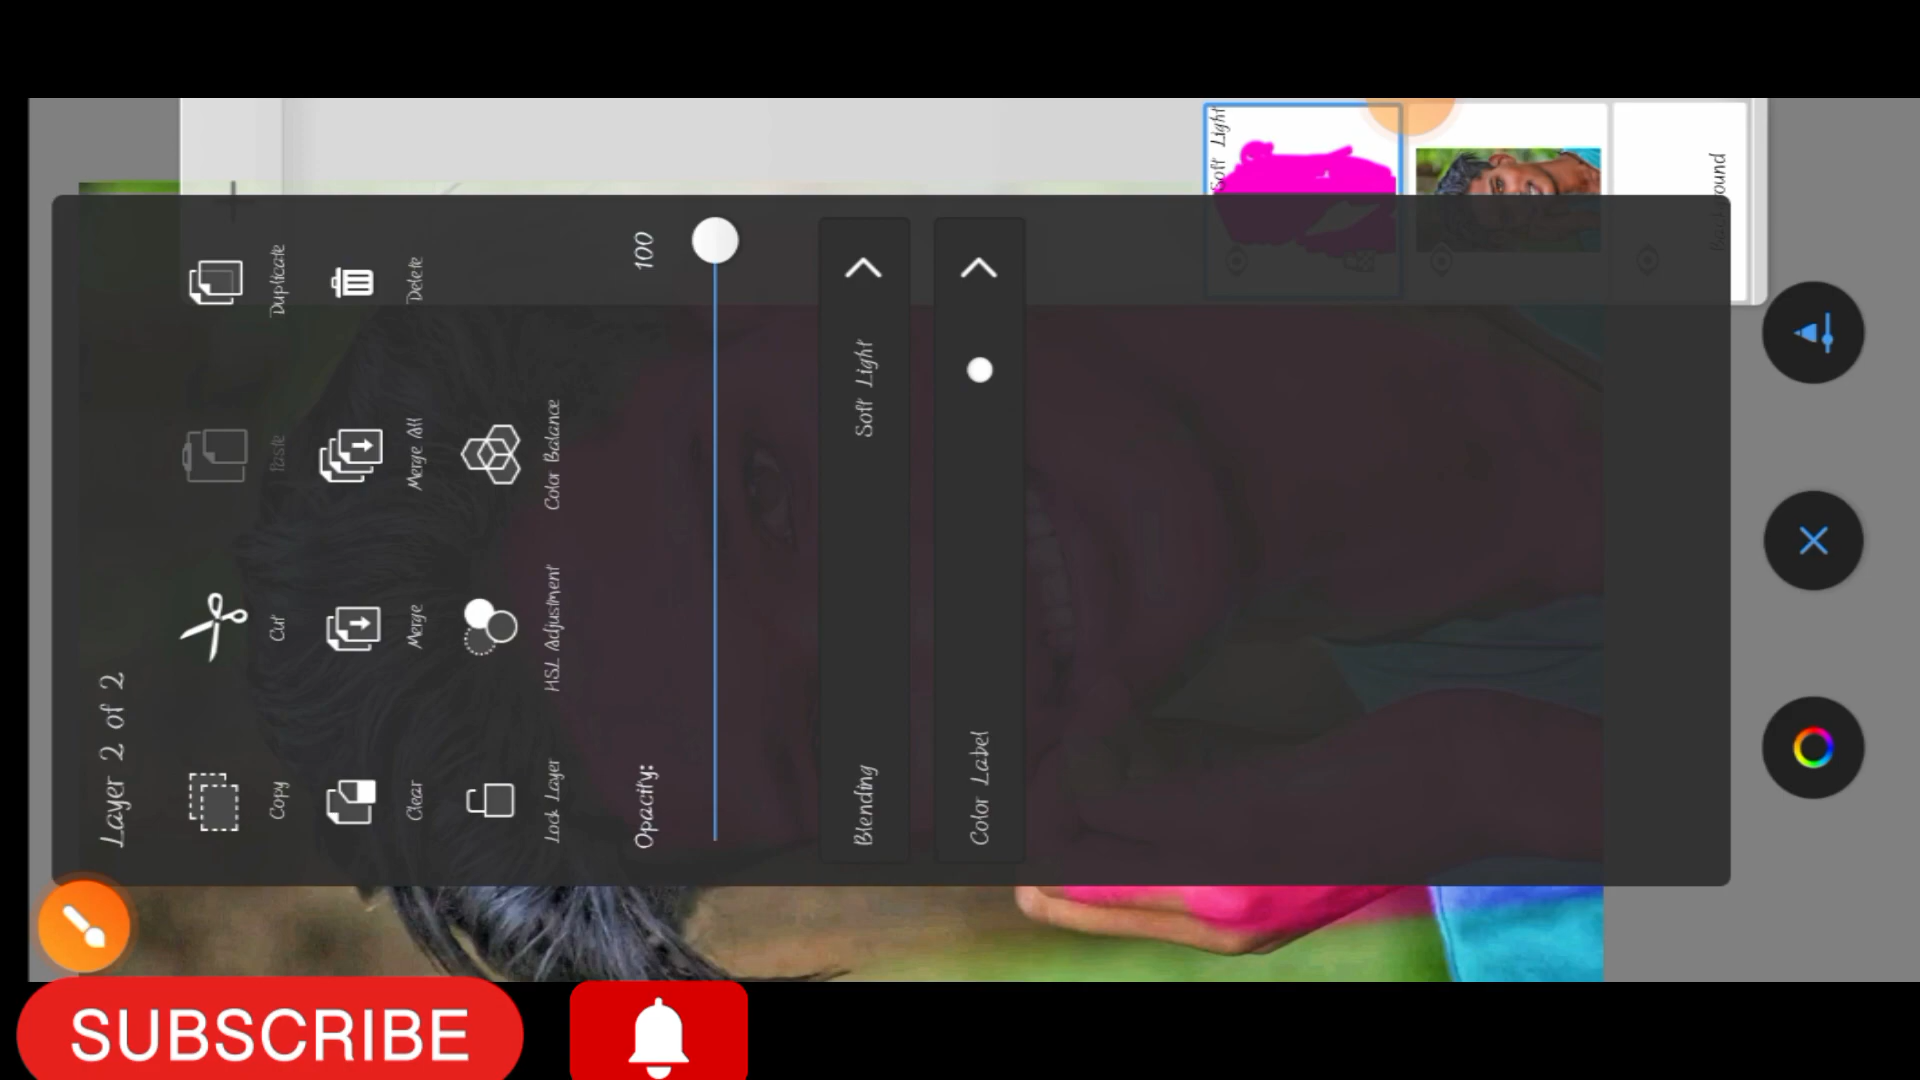 Layer 2 of 2
Copy
Cut
Paste
Duplicate
Clear
Merge
Merge All
Delete
Lock Layer
HSL Adjustment
Color Balance
Opacity:
100
Blending
Soft Light
Color Label
Soft Light
Background
SUBSCRIBE